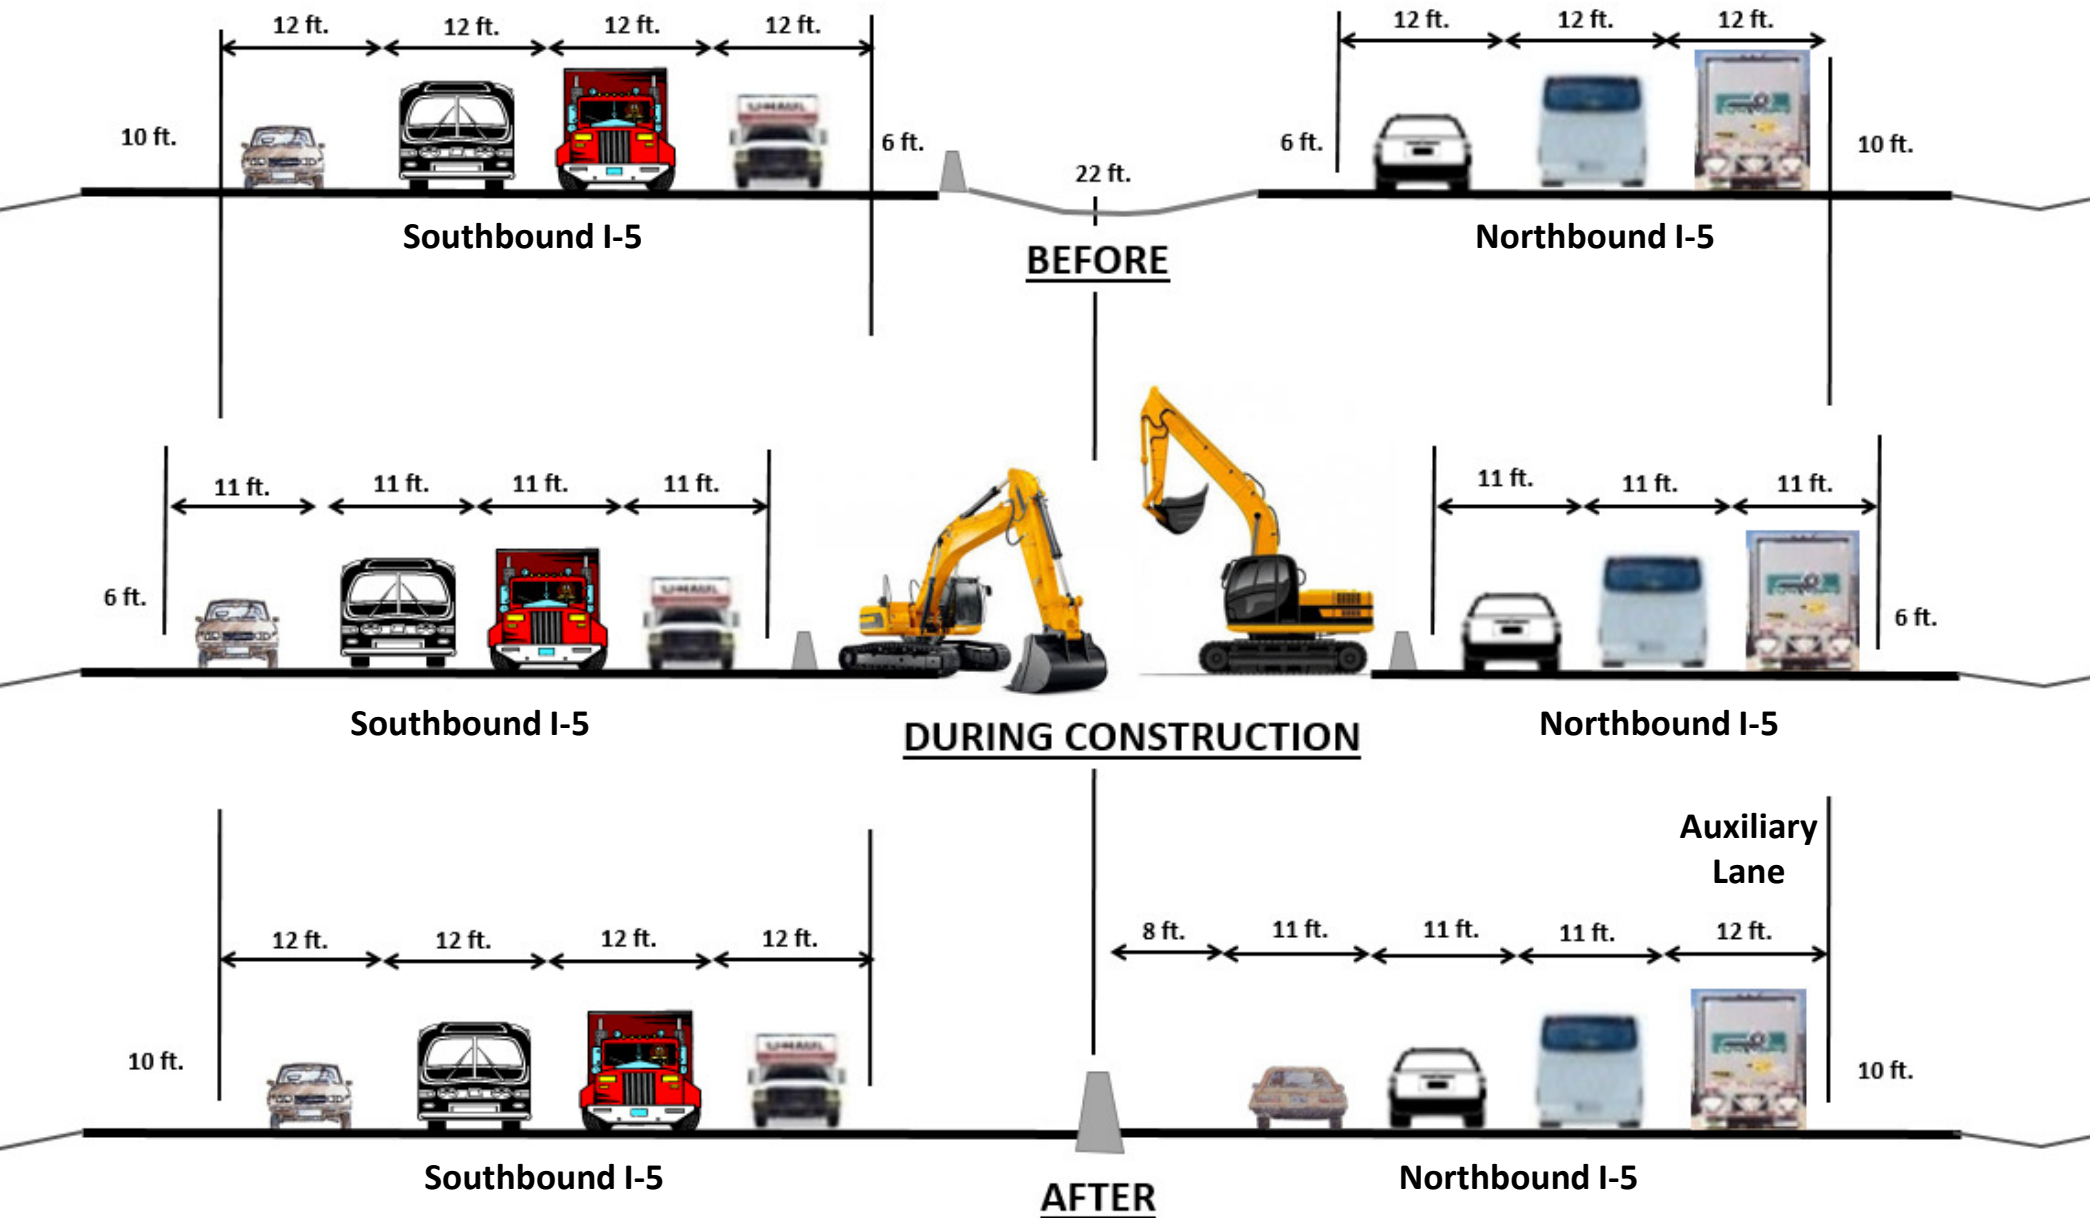 12 ft. 12 ft. 12 ft. 12 ft. 12 ft. 12 ft. 12 ft.
10 ft. U-HAUL 6 ft. 6 ft. 10 ft.
22 ft.
Southbound I-5 Northbound I-5
BEFORE
11 ft. 11 ft. 11 ft. 11 ft. 11 ft. 11 ft. 11 ft.
6 ft. U-HAUL 6 ft.
Southbound I-5 Northbound I-5
DURING CONSTRUCTION
Auxiliary
Lane
12 ft. 12 ft. 12 ft. 12 ft. 8 ft. 11 ft. 11 ft. 11 ft. 12 ft.
10 ft. U-HAUL 10 ft.
Southbound I-5 Northbound I-5
AFTER